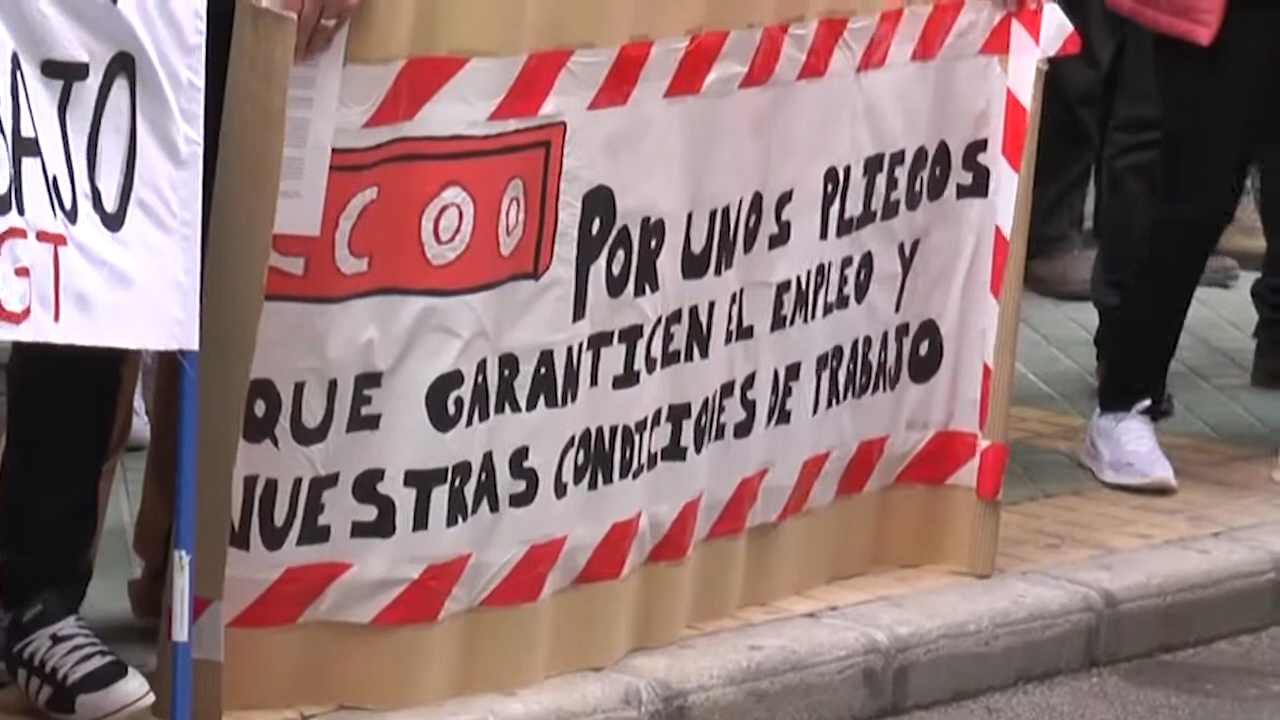 BAJO
GT
CCOO
POR UNOS PLIEGOS
QUE GARANTICEN EL EMPLEO Y
NUESTRAS CONDICIONES DE TRABAJO